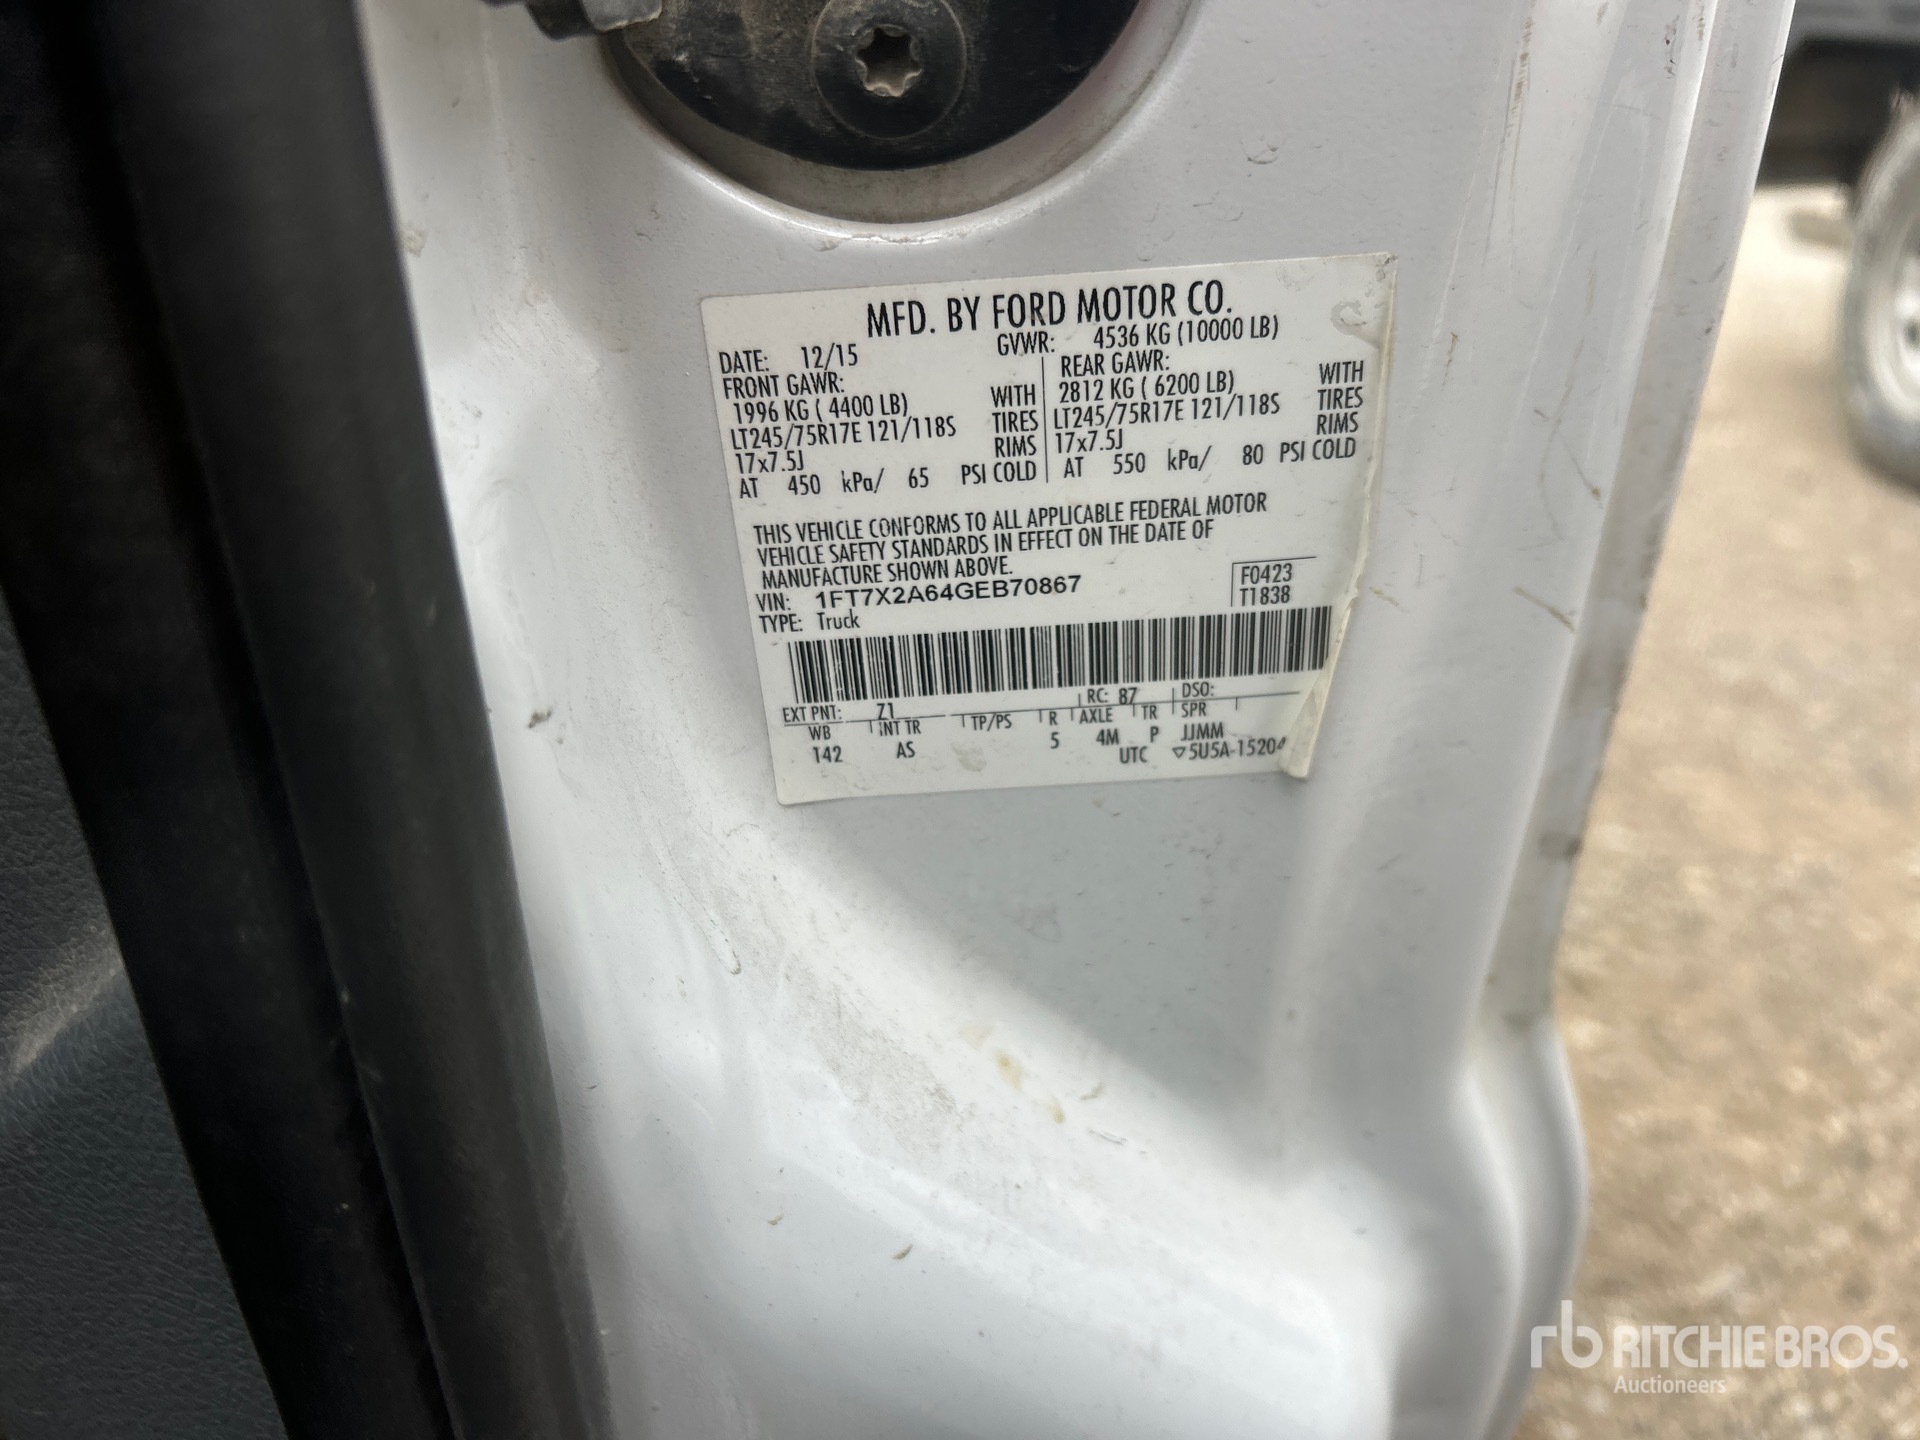 MFD. BY FORD MOTOR CO.
DATE: 12/15 GVWR: 4536 KG (10000 LB)
FRONT GAWR: REAR GAWR:
1996 KG ( 4400 LB) WITH 2812 KG ( 6200 LB) WITH
LT245/75R17E 121/118S TIRES LT245/75R17E 121/118S TIRES
17x7.5J RIMS 17x7.5J RIMS
AT 450 kPa/ 65 PSI COLD AT 550 kPa/ 80 PSI COLD
THIS VEHICLE CONFORMS TO ALL APPLICABLE FEDERAL MOTOR
VEHICLE SAFETY STANDARDS IN EFFECT ON THE DATE OF
MANUFACTURE SHOWN ABOVE.
VIN: 1FT7X2A64GEB70867 F0423
TYPE: Truck T1838
EXT PNT: Z1 RC: 87 DSO:
WB INT TR TP/PS R AXLE TR SPR
142 AS 5 4M P JJMM
UTC ▽5U5A-15204
rb RITCHIE BROS.
Auctioneers